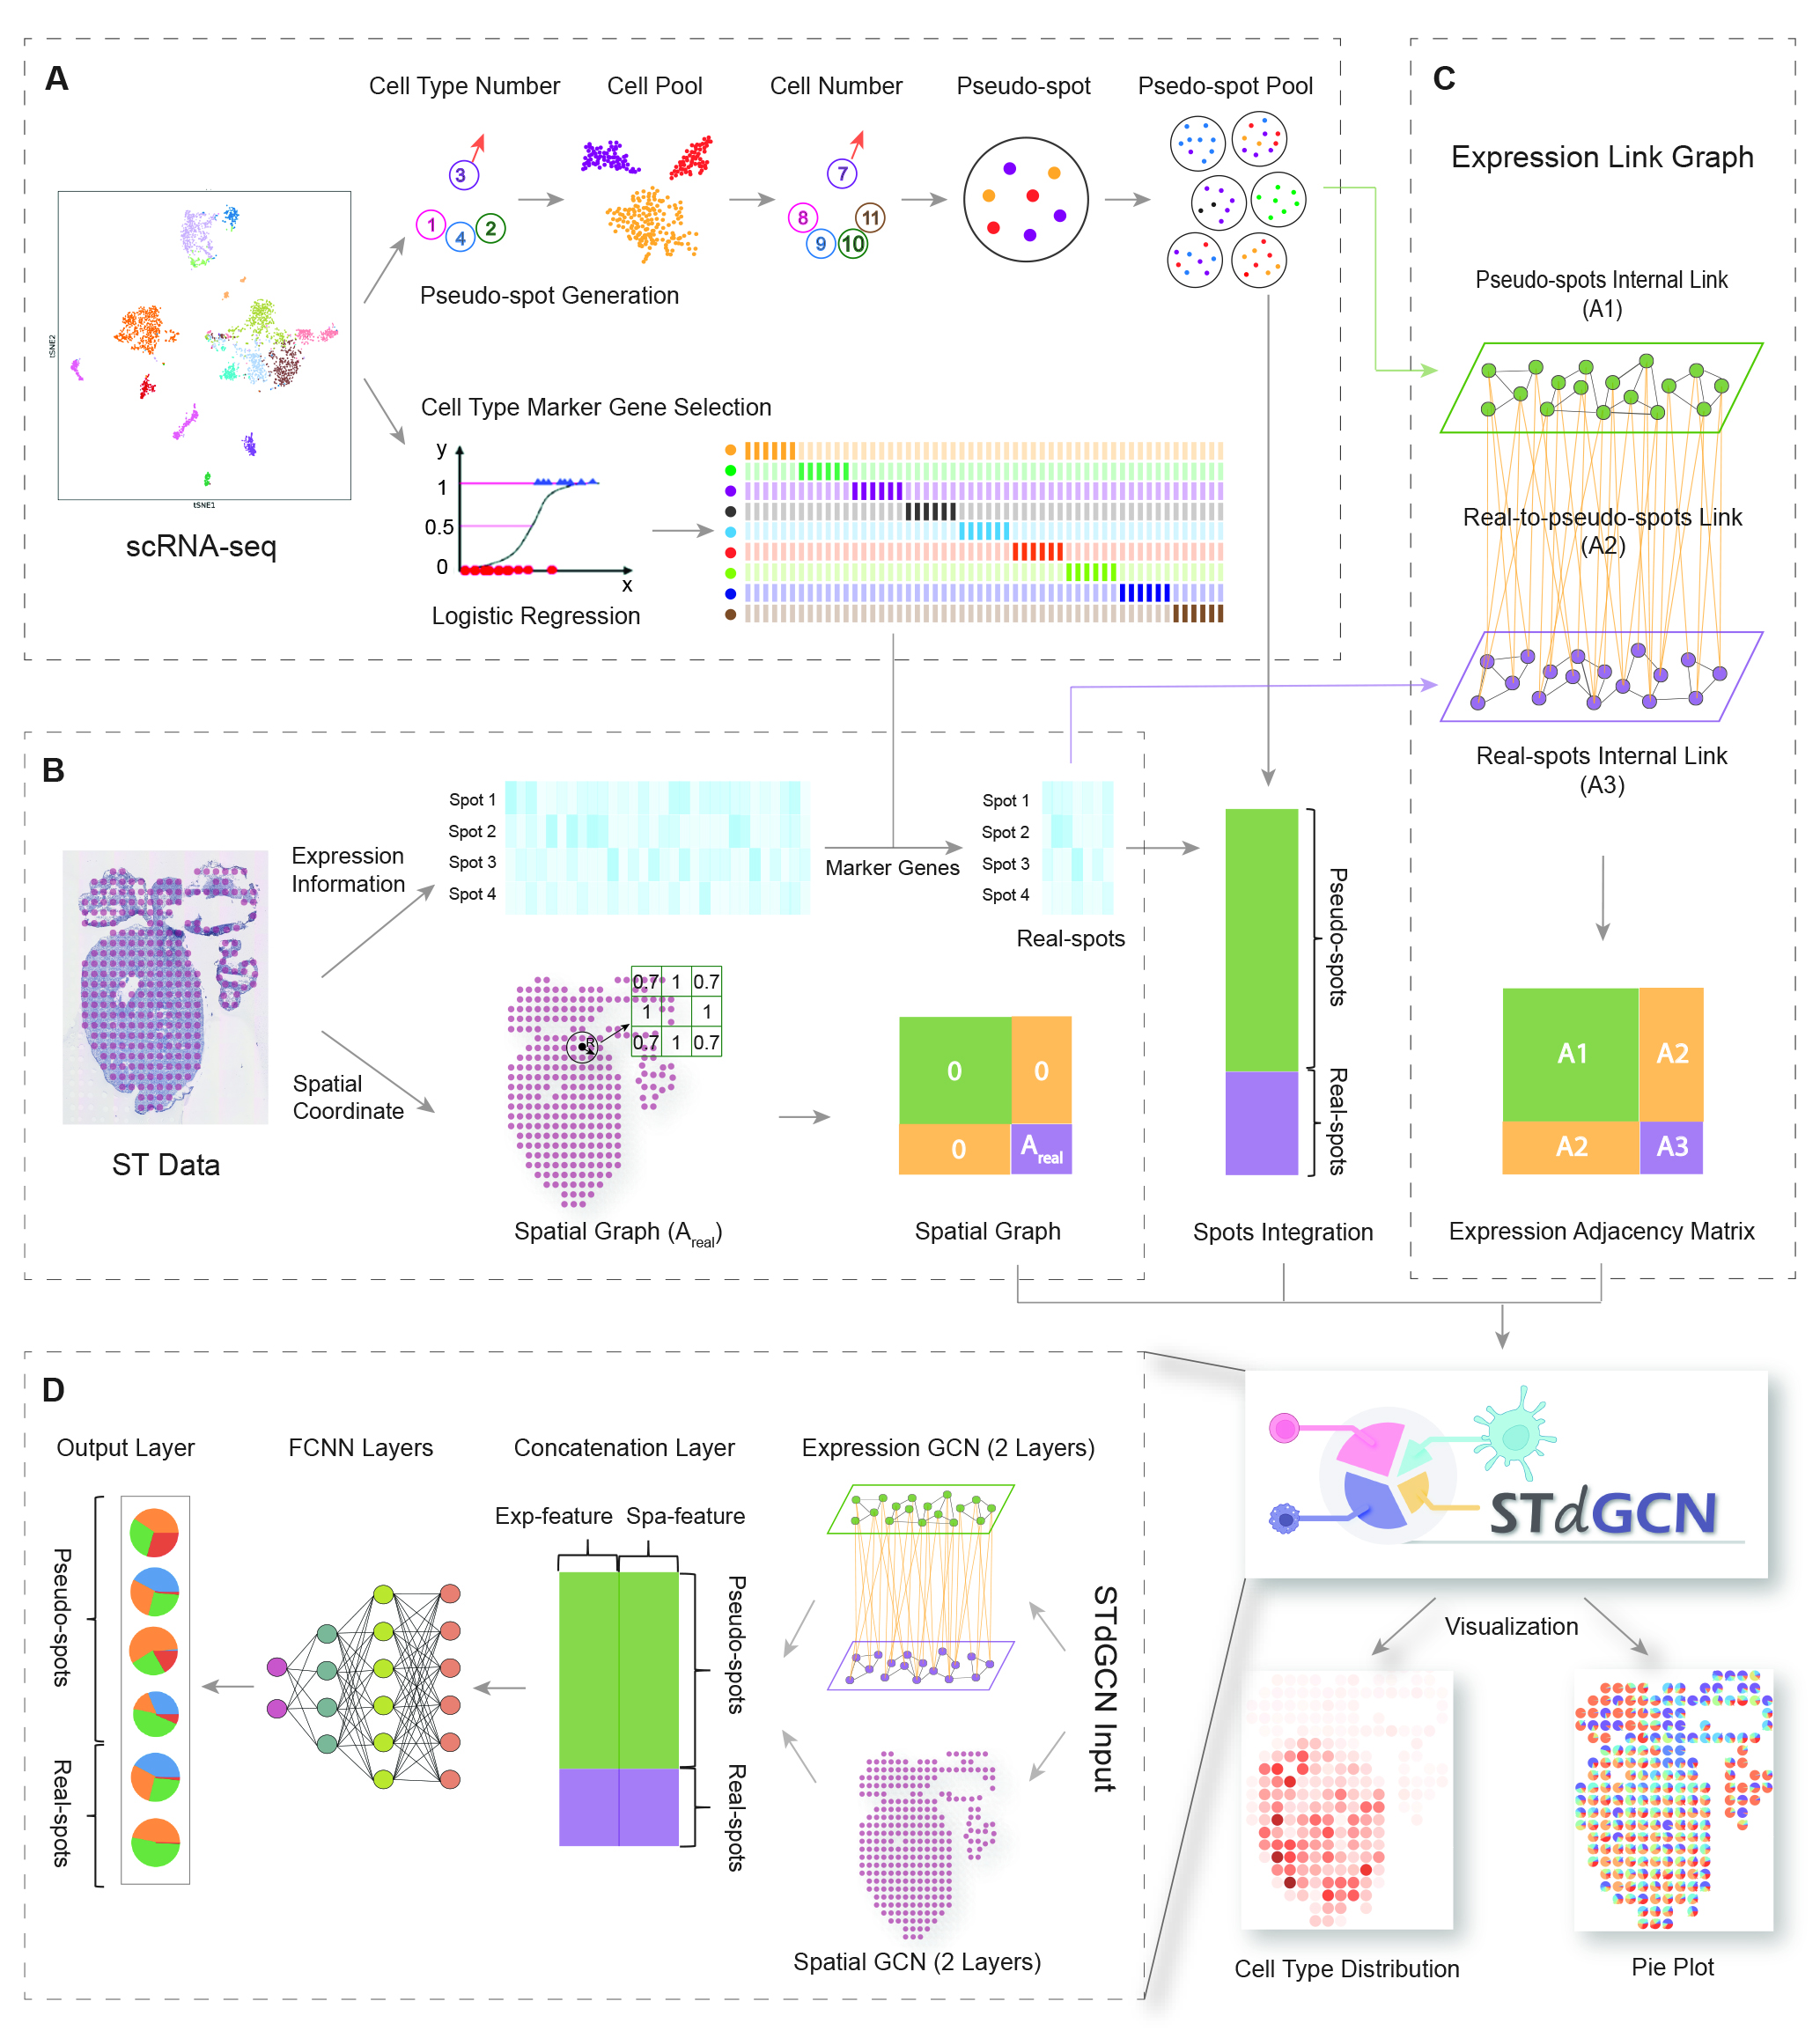 A
Cell Type Number
Cell Pool
Cell Number
Pseudo-spot
Psedo-spot Pool
3
1
4
2
7
8
9
10
11
Pseudo-spot Generation
tSNE2
tSNE1
scRNA-seq
Cell Type Marker Gene Selection
y
1
0.5
0
x
Logistic Regression
C
Expression Link Graph
Pseudo-spots Internal Link
(A1)
Real-to-pseudo-spots Link
(A2)
Real-spots Internal Link
(A3)
A1
A2
A2
A3
Expression Adjacency Matrix
B
Expression
Information
Spot 1
Spot 2
Spot 3
Spot 4
Marker Genes
Spot 1
Spot 2
Spot 3
Spot 4
Real-spots
Spatial
Coordinate
ST Data
R
0.7 1 0.7
1 1
0.7 1 0.7
Spatial Graph (Areal)
0
0
0
Areal
Spatial Graph
Pseudo-spots
Real-spots
Spots Integration
D
Output Layer
FCNN Layers
Concatenation Layer
Expression GCN (2 Layers)
Exp-feature
Spa-feature
Pseudo-spots
Real-spots
Pseudo-spots
Real-spots
STdGCN Input
Spatial GCN (2 Layers)
STdGCN
Visualization
Cell Type Distribution
Pie Plot